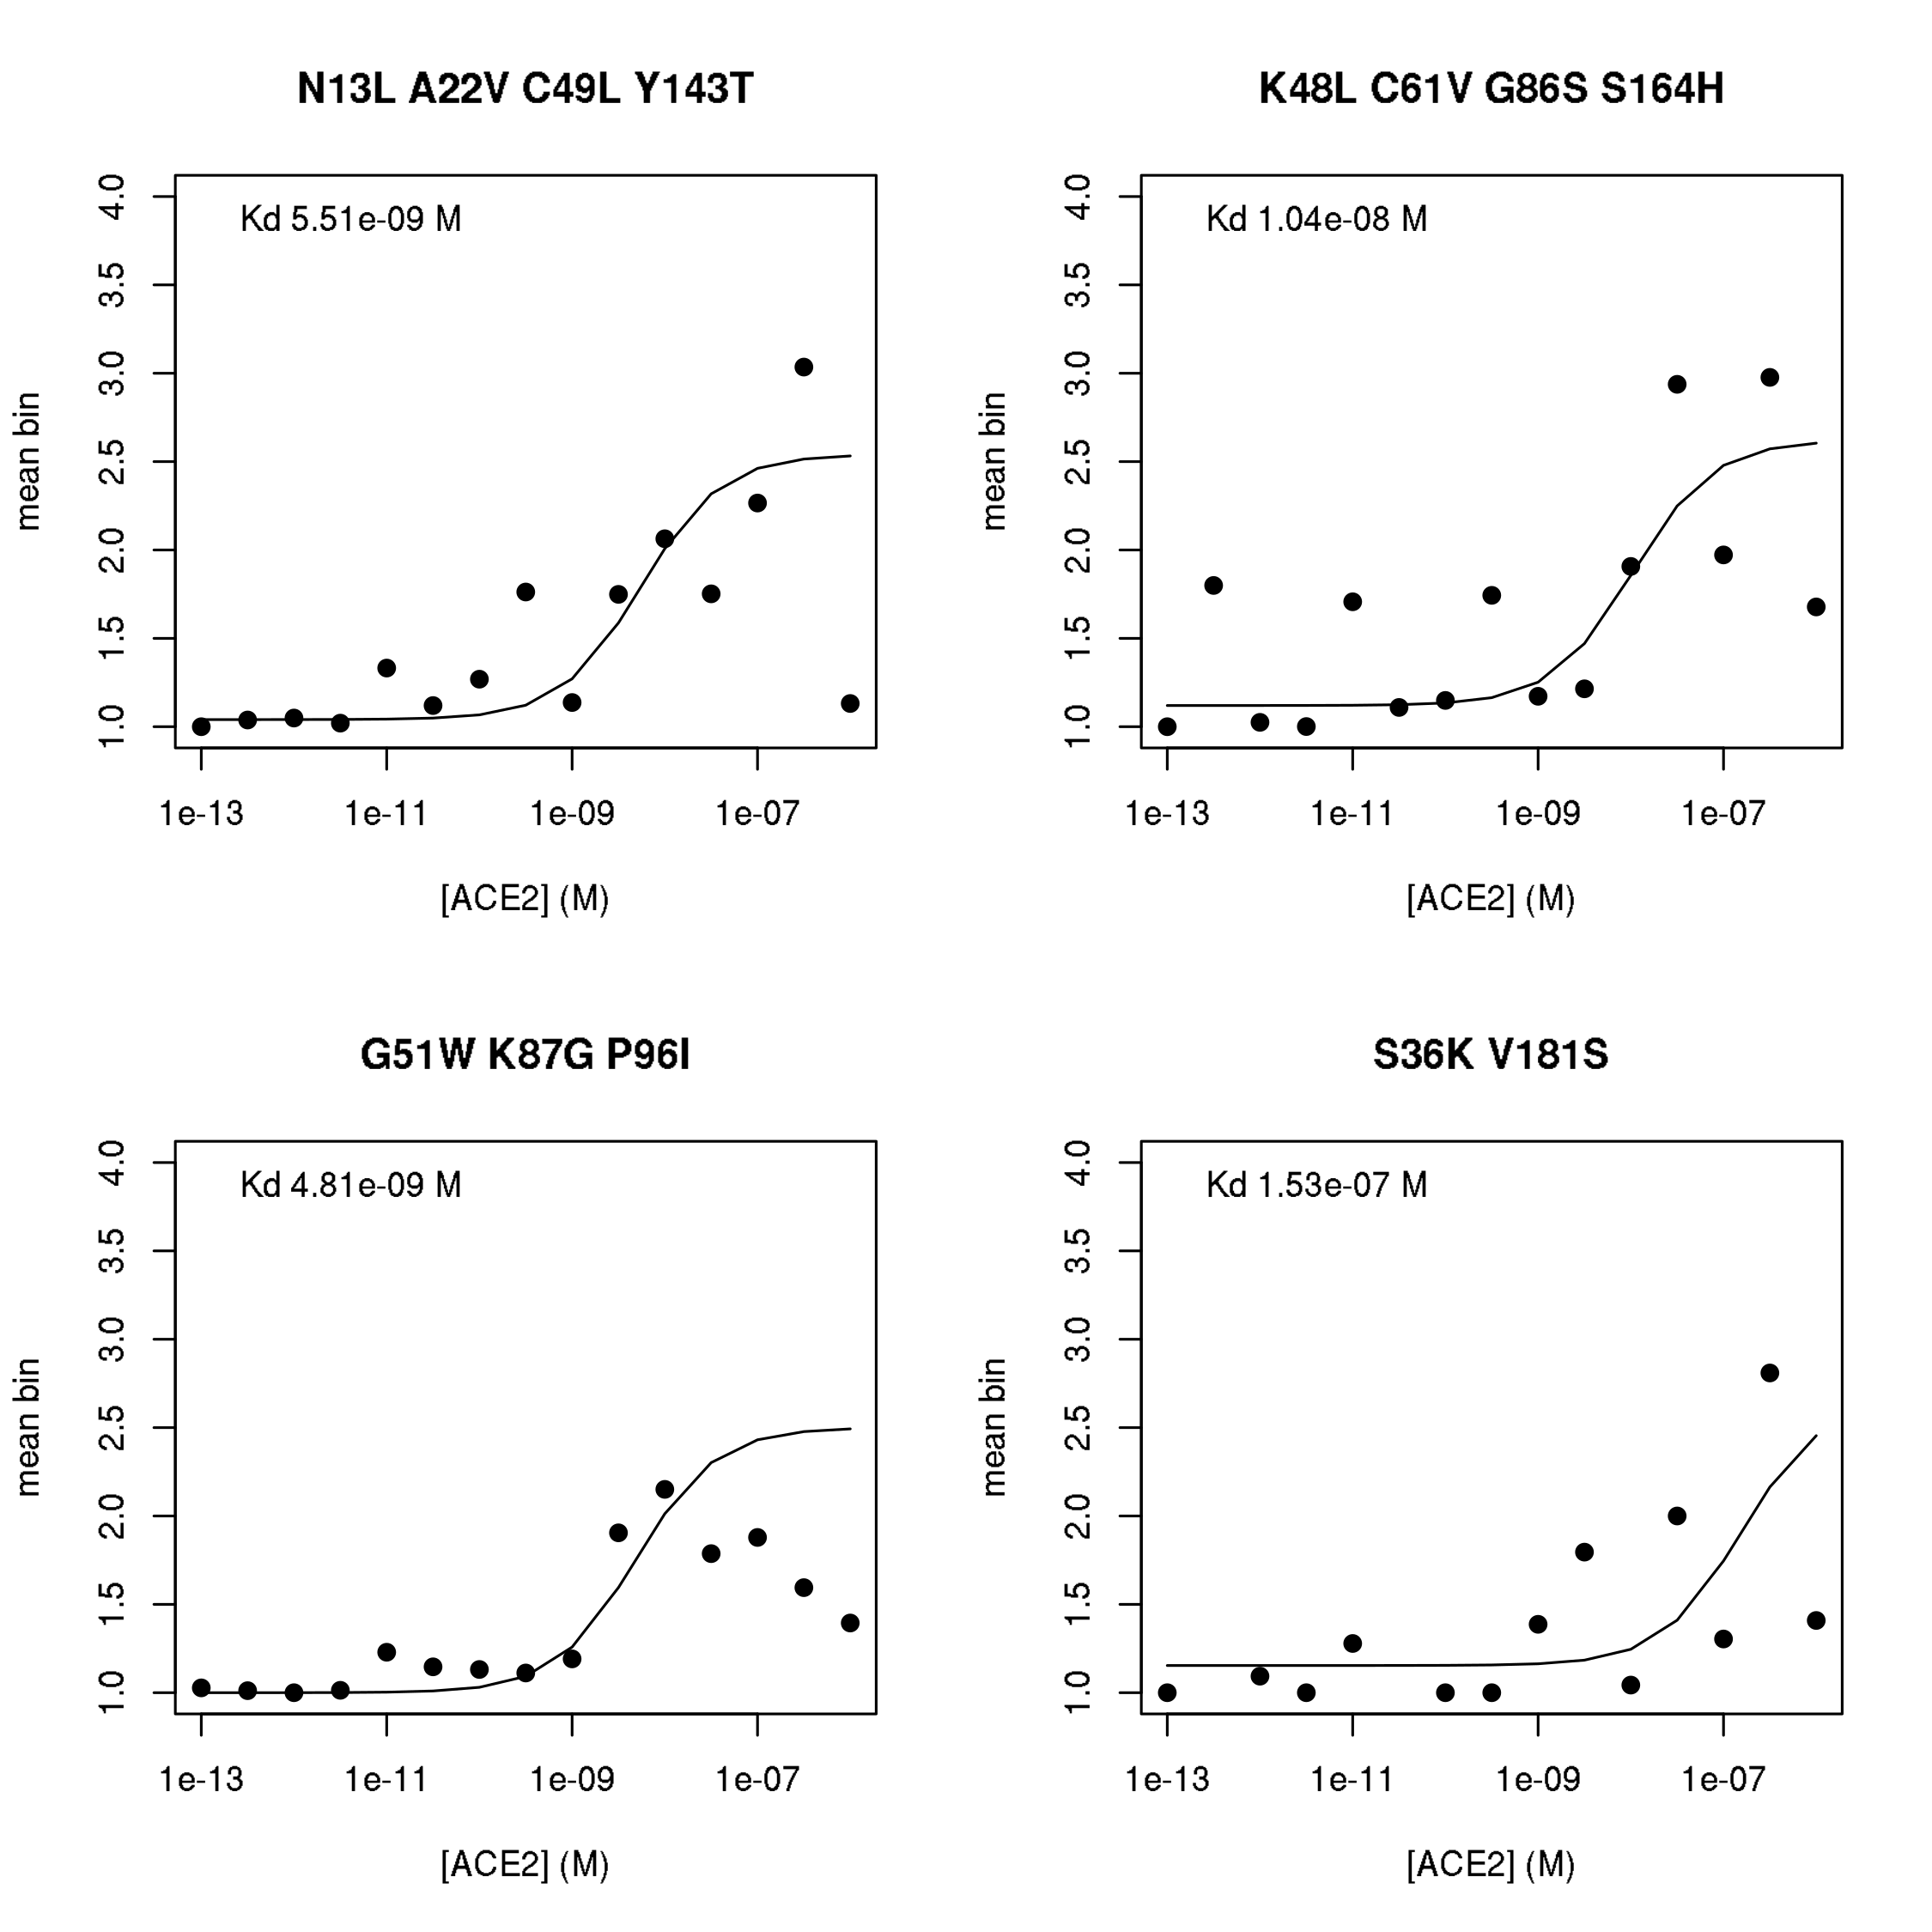 N13L A22V C49L Y143T
Kd 5.51e-09 M
mean bin
4.0
3.5
3.0
2.5
2.0
1.5
1.0
1e-13 1e-11 1e-09 1e-07
[ACE2] (M)
K48L C61V G86S S164H
Kd 1.04e-08 M
mean bin
4.0
3.5
3.0
2.5
2.0
1.5
1.0
1e-13 1e-11 1e-09 1e-07
[ACE2] (M)
G51W K87G P96I
Kd 4.81e-09 M
mean bin
4.0
3.5
3.0
2.5
2.0
1.5
1.0
1e-13 1e-11 1e-09 1e-07
[ACE2] (M)
S36K V181S
Kd 1.53e-07 M
mean bin
4.0
3.5
3.0
2.5
2.0
1.5
1.0
1e-13 1e-11 1e-09 1e-07
[ACE2] (M)